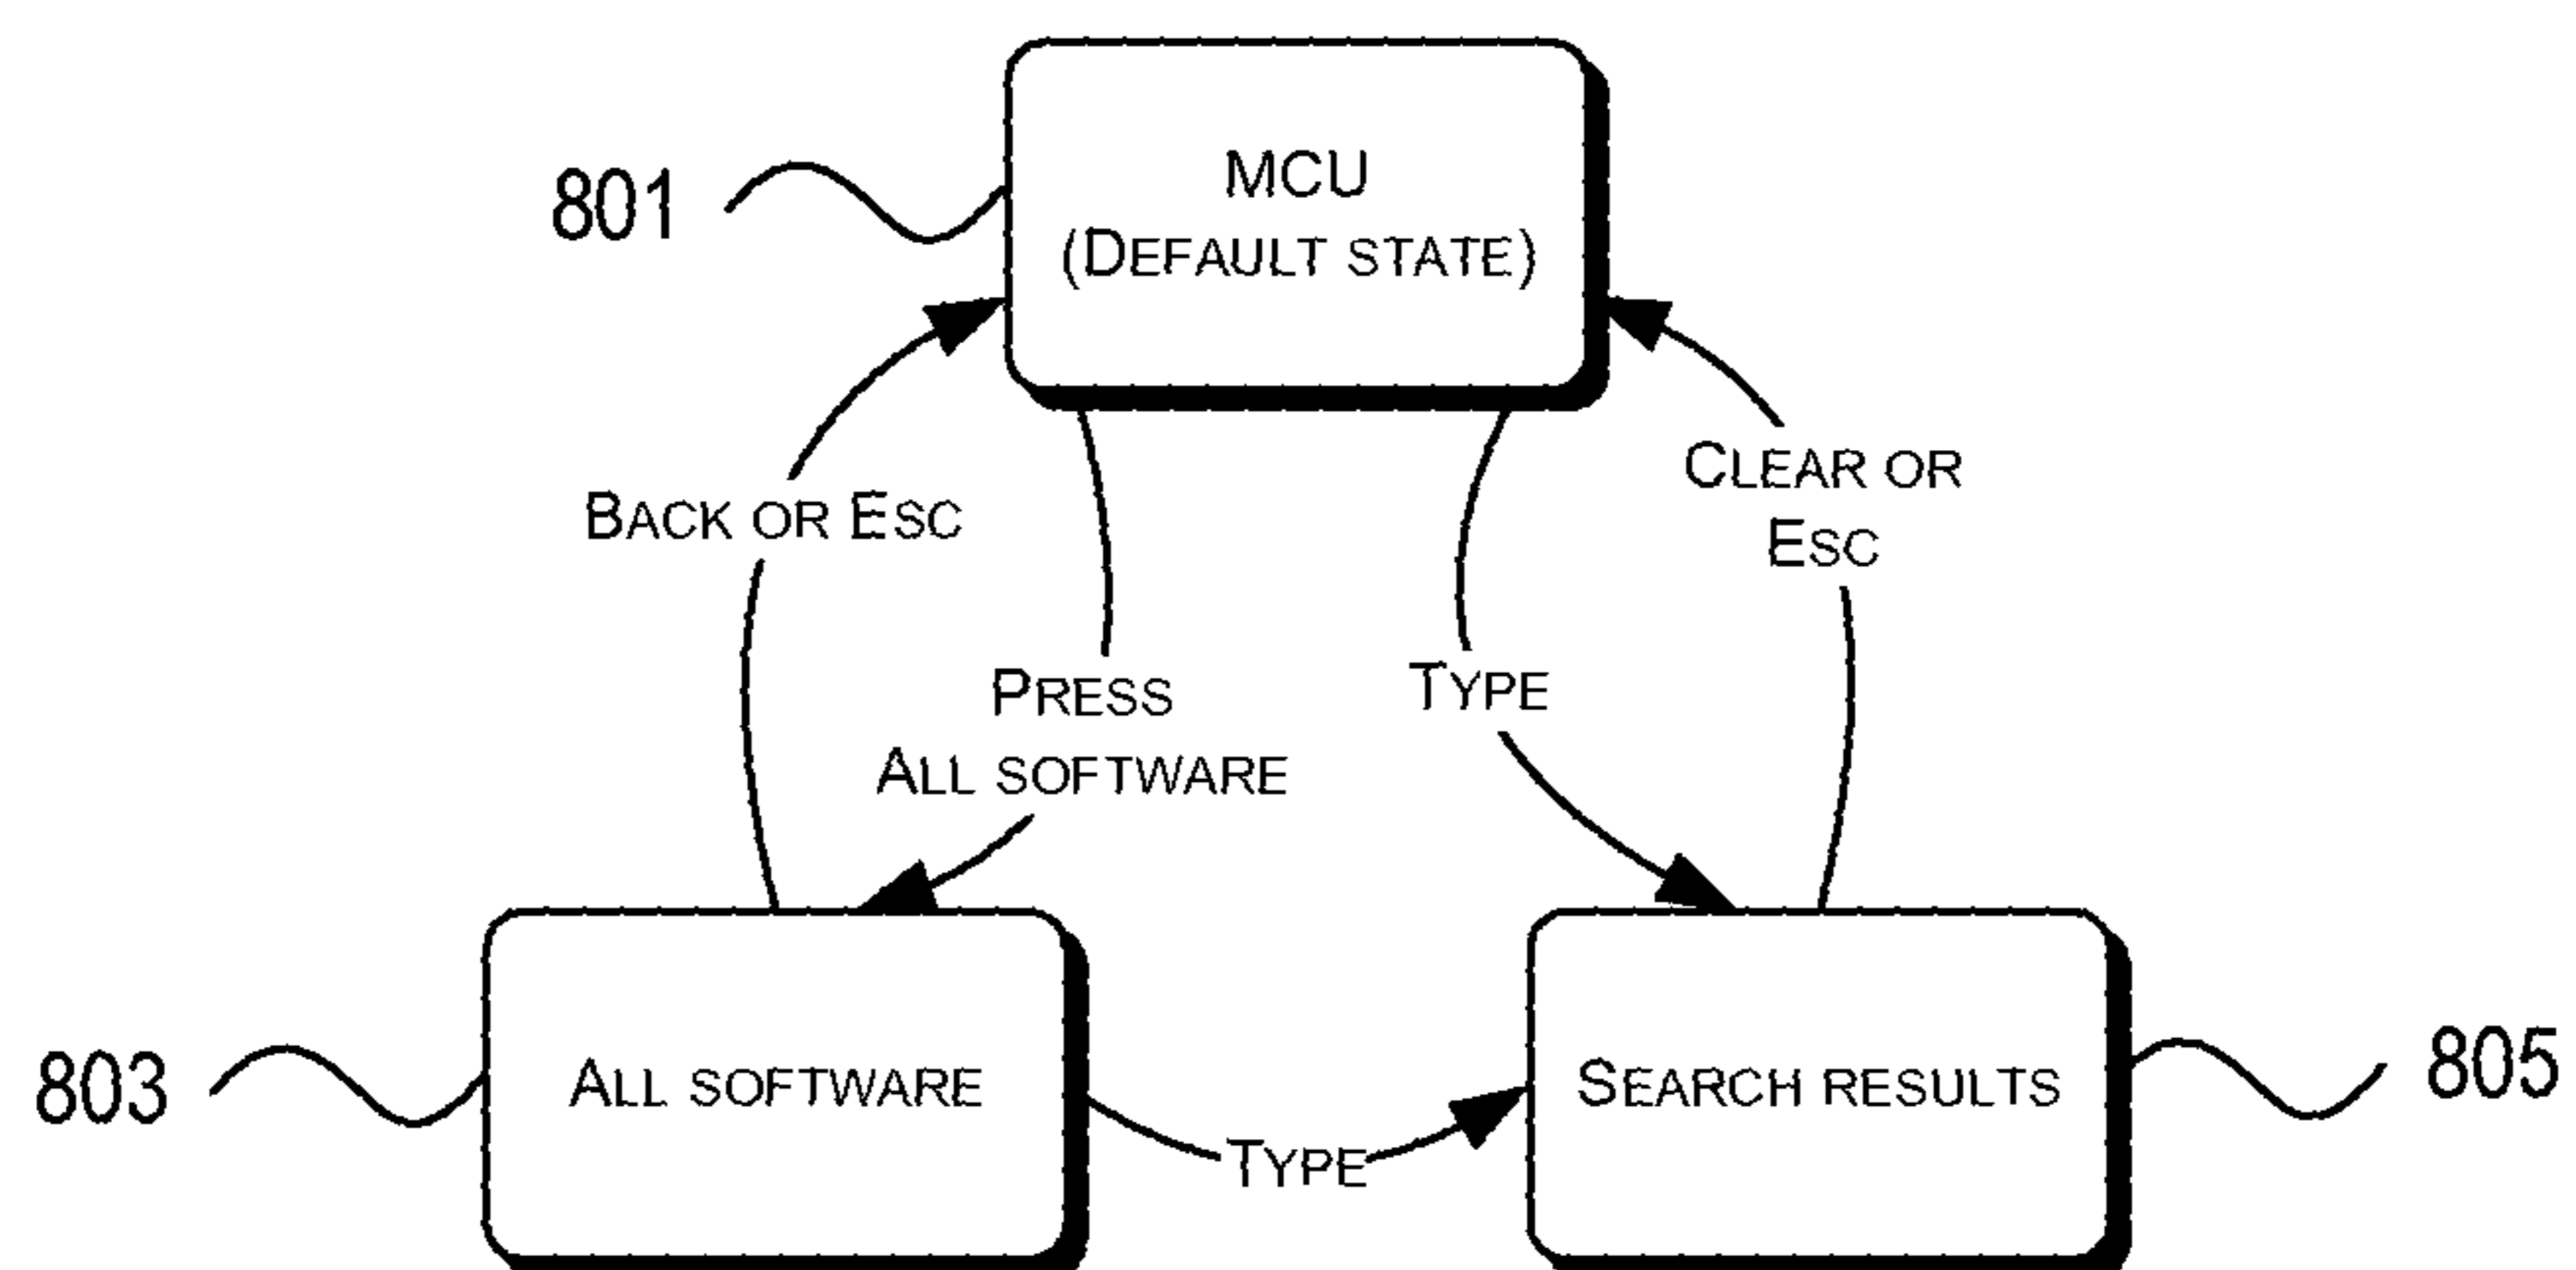 801
MCU
(DEFAULT STATE)
BACK OR ESC
CLEAR OR
ESC
PRESS
ALL SOFTWARE
TYPE
803
ALL SOFTWARE
TYPE
SEARCH RESULTS
805